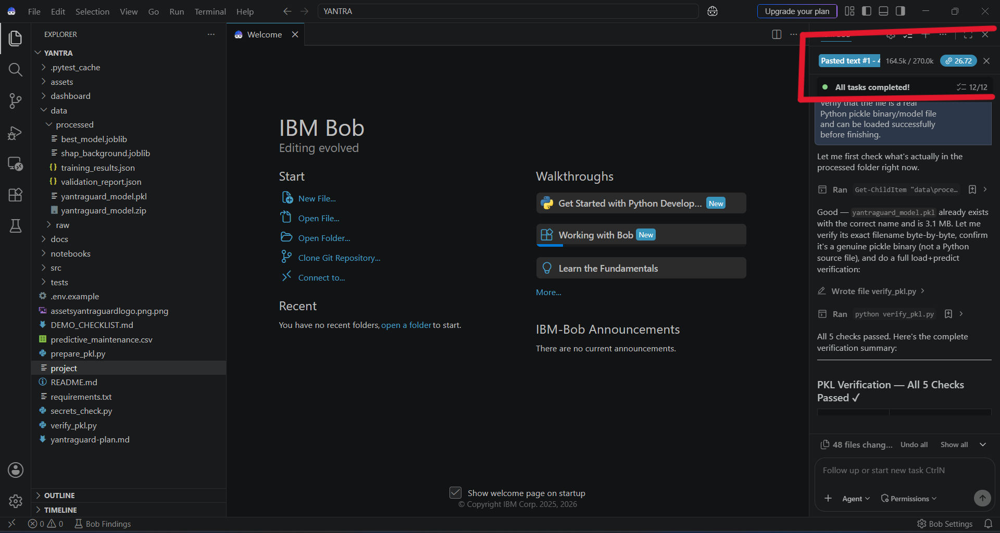 File Edit Selection View Go Run Terminal Help
YANTRA
Upgrade your plan
EXPLORER
YANTRA
.pytest_cache
assets
dashboard
data
processed
best_model.joblib
shap_background.joblib
training_results.json
validation_report.json
yantraguard_model.pkl
yantraguard_model.zip
raw
docs
notebooks
src
tests
.env.example
assetsyantraguardlogo.png.png
DEMO_CHECKLIST.md
predictive_maintenance.csv
prepare_pkl.py
project
README.md
requirements.txt
secrets_check.py
verify_pkl.py
yantraguard-plan.md
OUTLINE
TIMELINE
0 0 Bob Findings
Welcome
IBM Bob
Editing evolved
Start
New File...
Open File...
Open Folder...
Clone Git Repository...
Connect to...
Recent
You have no recent folders, open a folder to start.
Walkthroughs
Get Started with Python Develop... New
Working with Bob New
Learn the Fundamentals
More...
IBM-Bob Announcements
There are no current announcements.
Show welcome page on startup
© Copyright IBM Corp. 2025, 2026
Pasted text #1 - 164.5k / 270.0k 26.72
All tasks completed! 12/12
verify that the file is a real
Python pickle binary/model file
and can be loaded successfully
before finishing.
Let me first check what's actually in the
processed folder right now.
Ran Get-ChildItem "data\proce…
Good — yantraguard_model.pkl already exists
with the correct name and is 3.1 MB. Let me
verify its exact filename byte-by-byte, confirm
it's a genuine pickle binary (not a Python
source file), and do a full load+predict
verification:
Wrote file verify_pkl.py
Ran python verify_pkl.py
All 5 checks passed. Here's the complete
verification summary:
PKL Verification — All 5 Checks
Passed ✓
48 files chang... Undo all Show all
Follow up or start new task CtrlN
Agent Permissions
Bob Settings